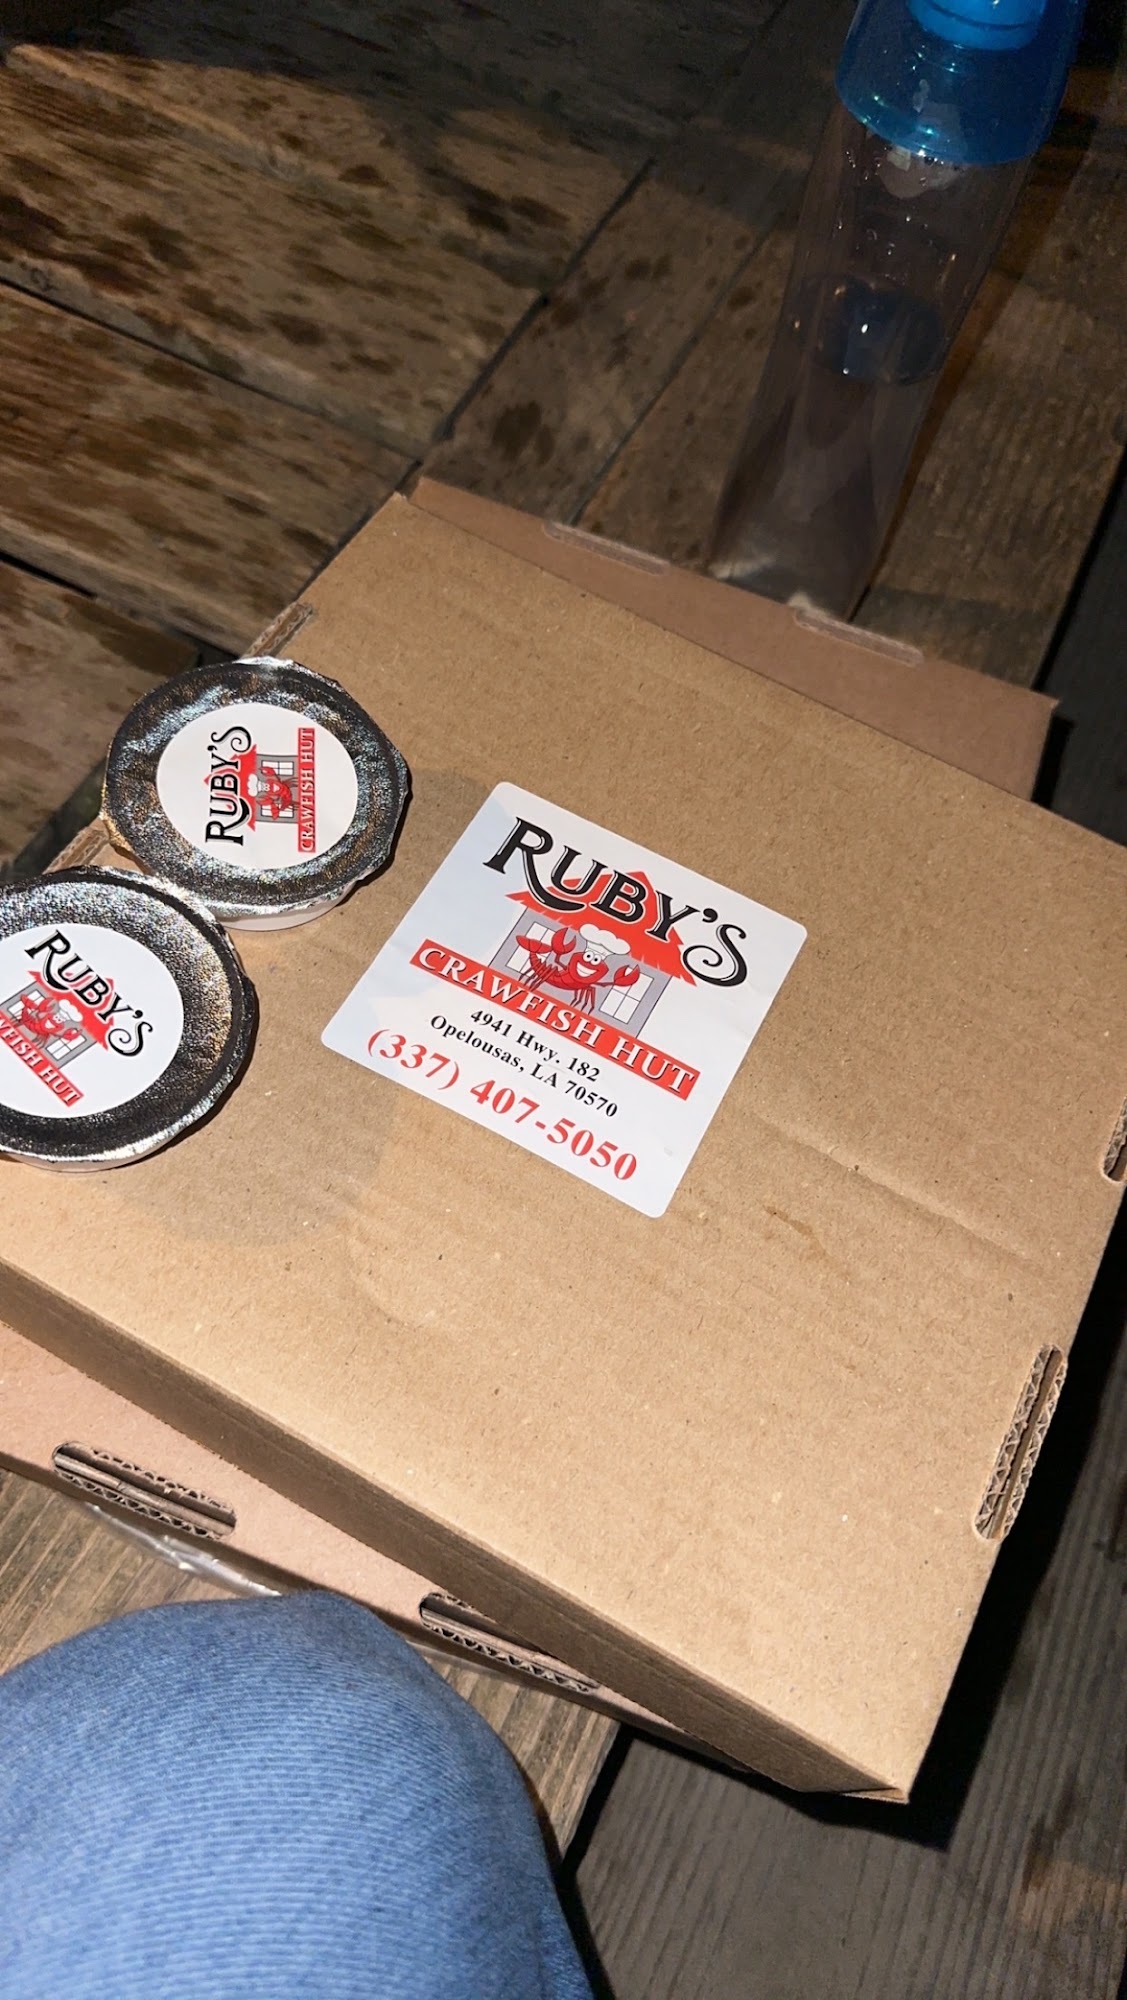 RUBY'S
CRAWFISH HUT
RUBY'S
CRAWFISH HUT
4941 Hwy. 182
Opelousas, LA 70570
(337) 407-5050
RUBY'S
WFISH HUT